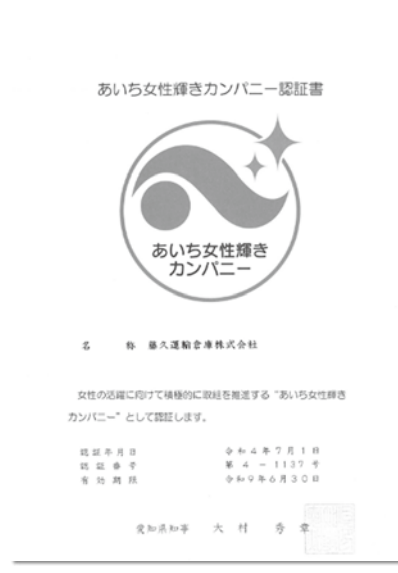 あいち女性輝きカンパニー認証書
あいち女性輝き
カンパニー
名　　称　藤久運輸倉庫株式会社
女性の活躍に向けて積極的に取組を推進する“あいち女性輝き
カンパニー”として認証します。
認証年月日　令和4年7月1日
認証番号　第4－1137号
有効期限　令和9年6月30日
愛知県知事　大村秀章